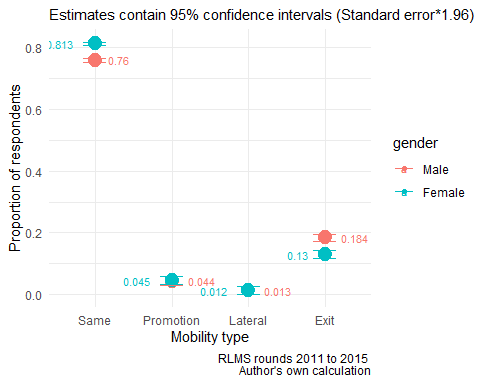 Estimates contain 95% confidence intervals (Standard error*1.96)
Proportion of respondents
0.8
0.6
0.4
0.2
0.0
0.813
0.76
0.045
0.044
0.012
0.013
0.184
0.13
Same
Promotion
Lateral
Exit
Mobility type
gender
a
Male
a
Female
RLMS rounds 2011 to 2015
Author's own calculation